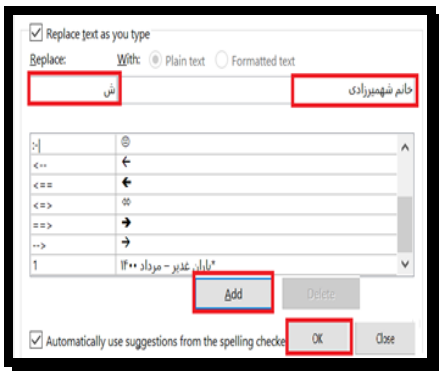 Replace text as you type
Replace: With: Plain text Formatted text
ش خانم شهمیرزادی
:-| 😐
<-- ←
<== 🡸
<=> ⇔
==> 🡺
--> →
1 *باران غدیر – مرداد ۱۴۰۰
Add Delete
Automatically use suggestions from the spelling checke OK Close